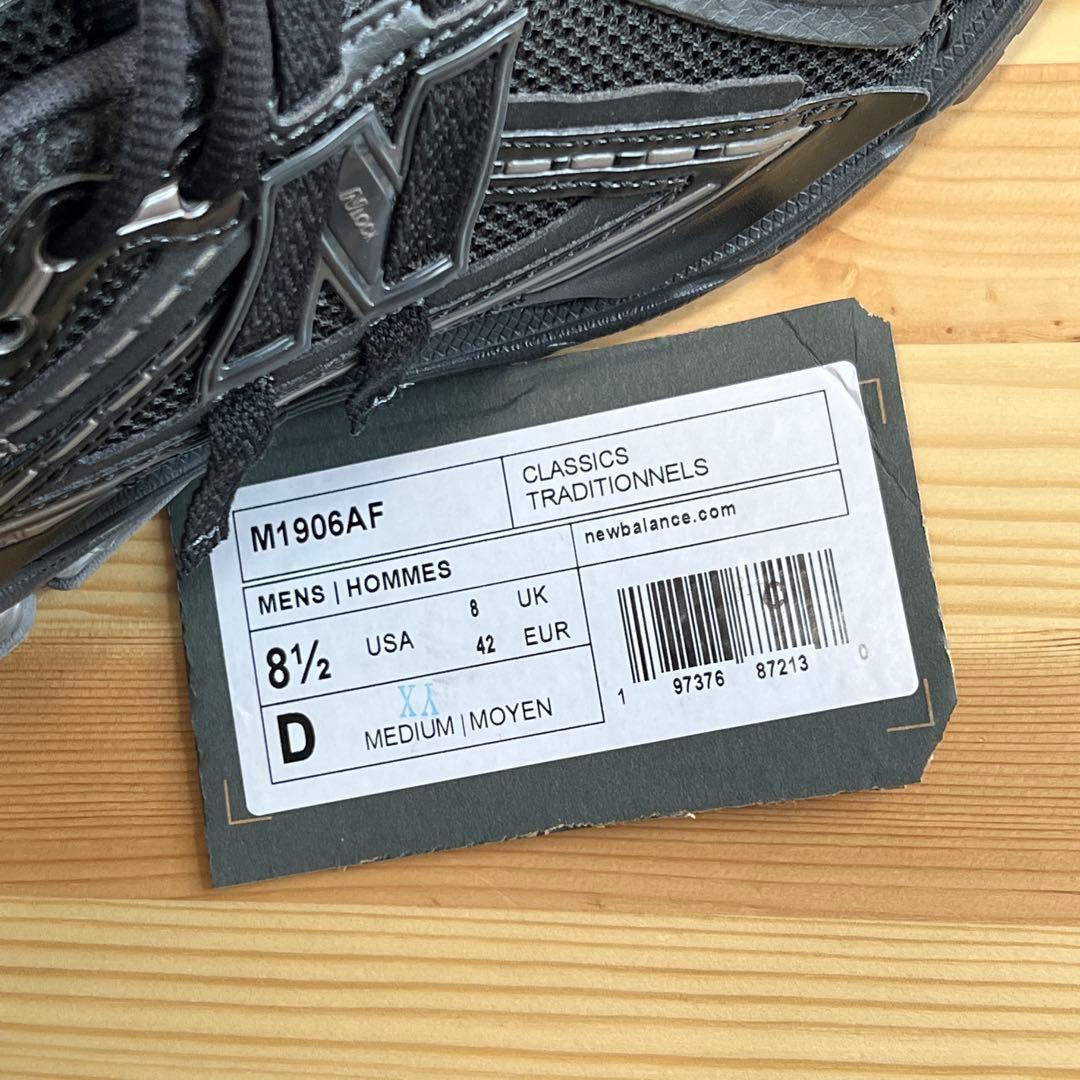 M1906AF
CLASSICS
TRADITIONNELS
MENS | HOMMES
newbalance.com
8½ USA 8 UK
42 EUR
XX
D MEDIUM | MOYEN
1 97376 87213 0